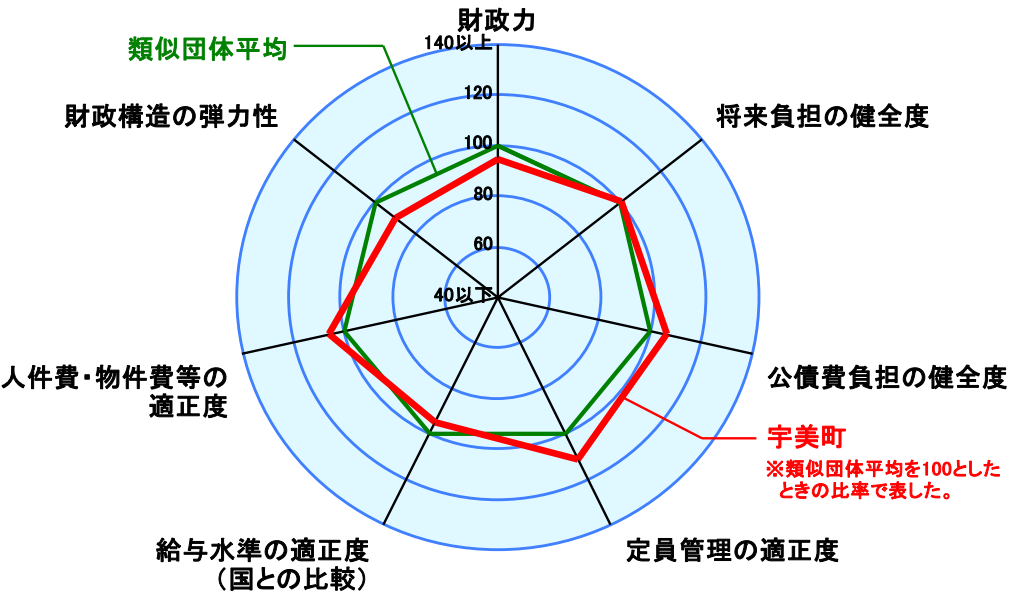 財政力
140以上
類似団体平均
120
財政構造の弾力性
将来負担の健全度
100
80
60
40以下
人件費・物件費等の
適正度
公債費負担の健全度
宇美町
※類似団体平均を100とした
ときの比率で表した。
給与水準の適正度
（国との比較）
定員管理の適正度